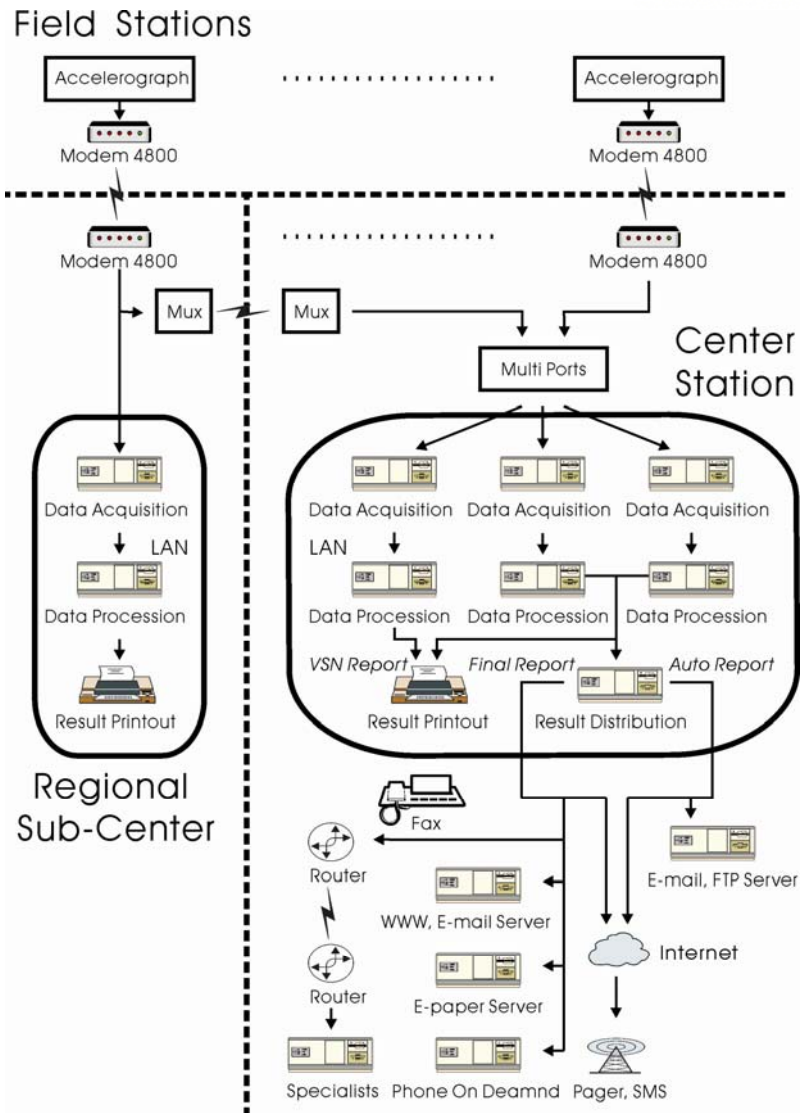 Field Stations
Accelerograph
Accelerograph
Modem 4800
Modem 4800
Modem 4800
Modem 4800
Mux
Mux
Multi Ports
Center
Station
Data Acquisition
Data Acquisition
Data Acquisition
Data Acquisition
LAN
LAN
Data Procession
Data Procession
Data Procession
Data Procession
VSN Report
Final Report
Auto Report
Result Printout
Result Printout
Result Distribution
Regional
Sub-Center
Fax
Router
E-mail, FTP Server
WWW, E-mail Server
Internet
Router
E-paper Server
Specialists
Phone On Deamnd
Pager, SMS